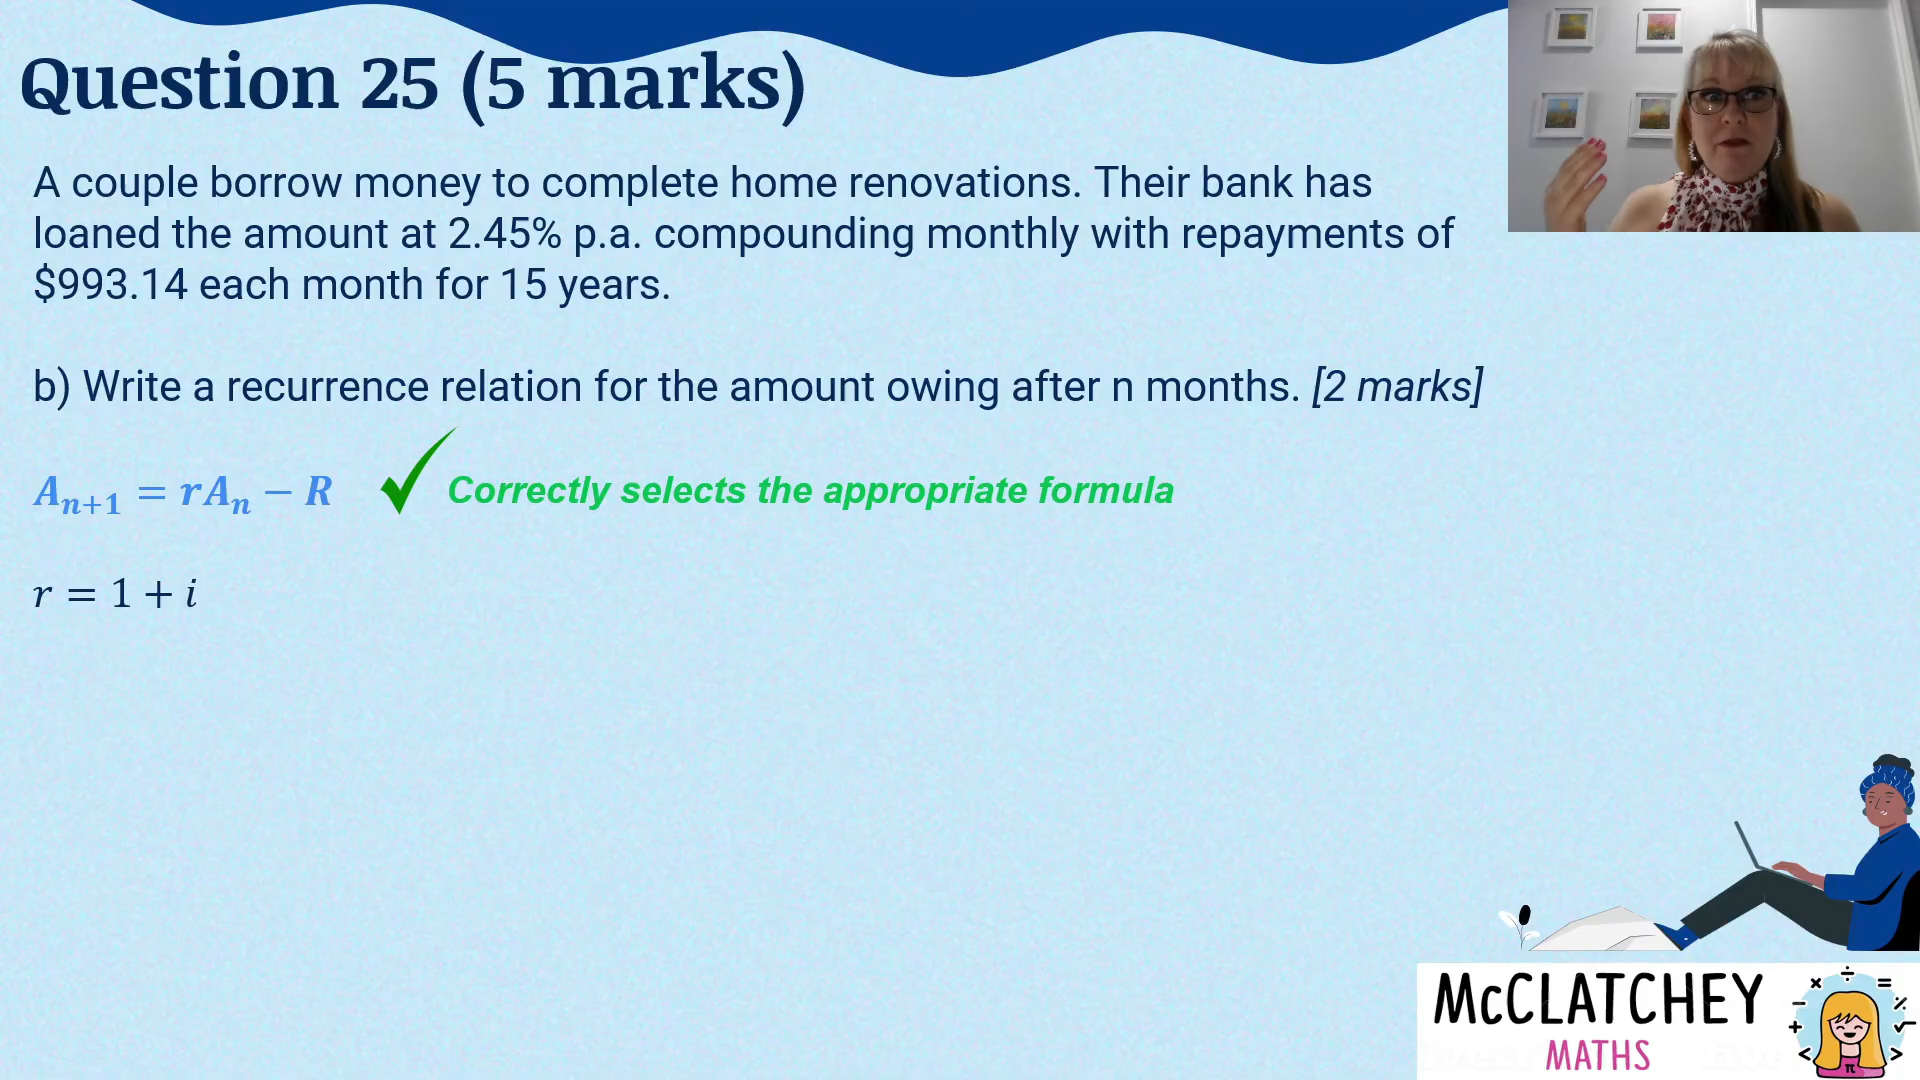 Question 25 (5 marks)
A couple borrow money to complete home renovations. Their bank has
loaned the amount at 2.45% p.a. compounding monthly with repayments of
$993.14 each month for 15 years.
b) Write a recurrence relation for the amount owing after n months. [2 marks]
Aₙ₊₁ = rAₙ − R ✓ Correctly selects the appropriate formula
r = 1 + i
McCLATCHEY
MATHS
× ÷ = − % + √ < > π